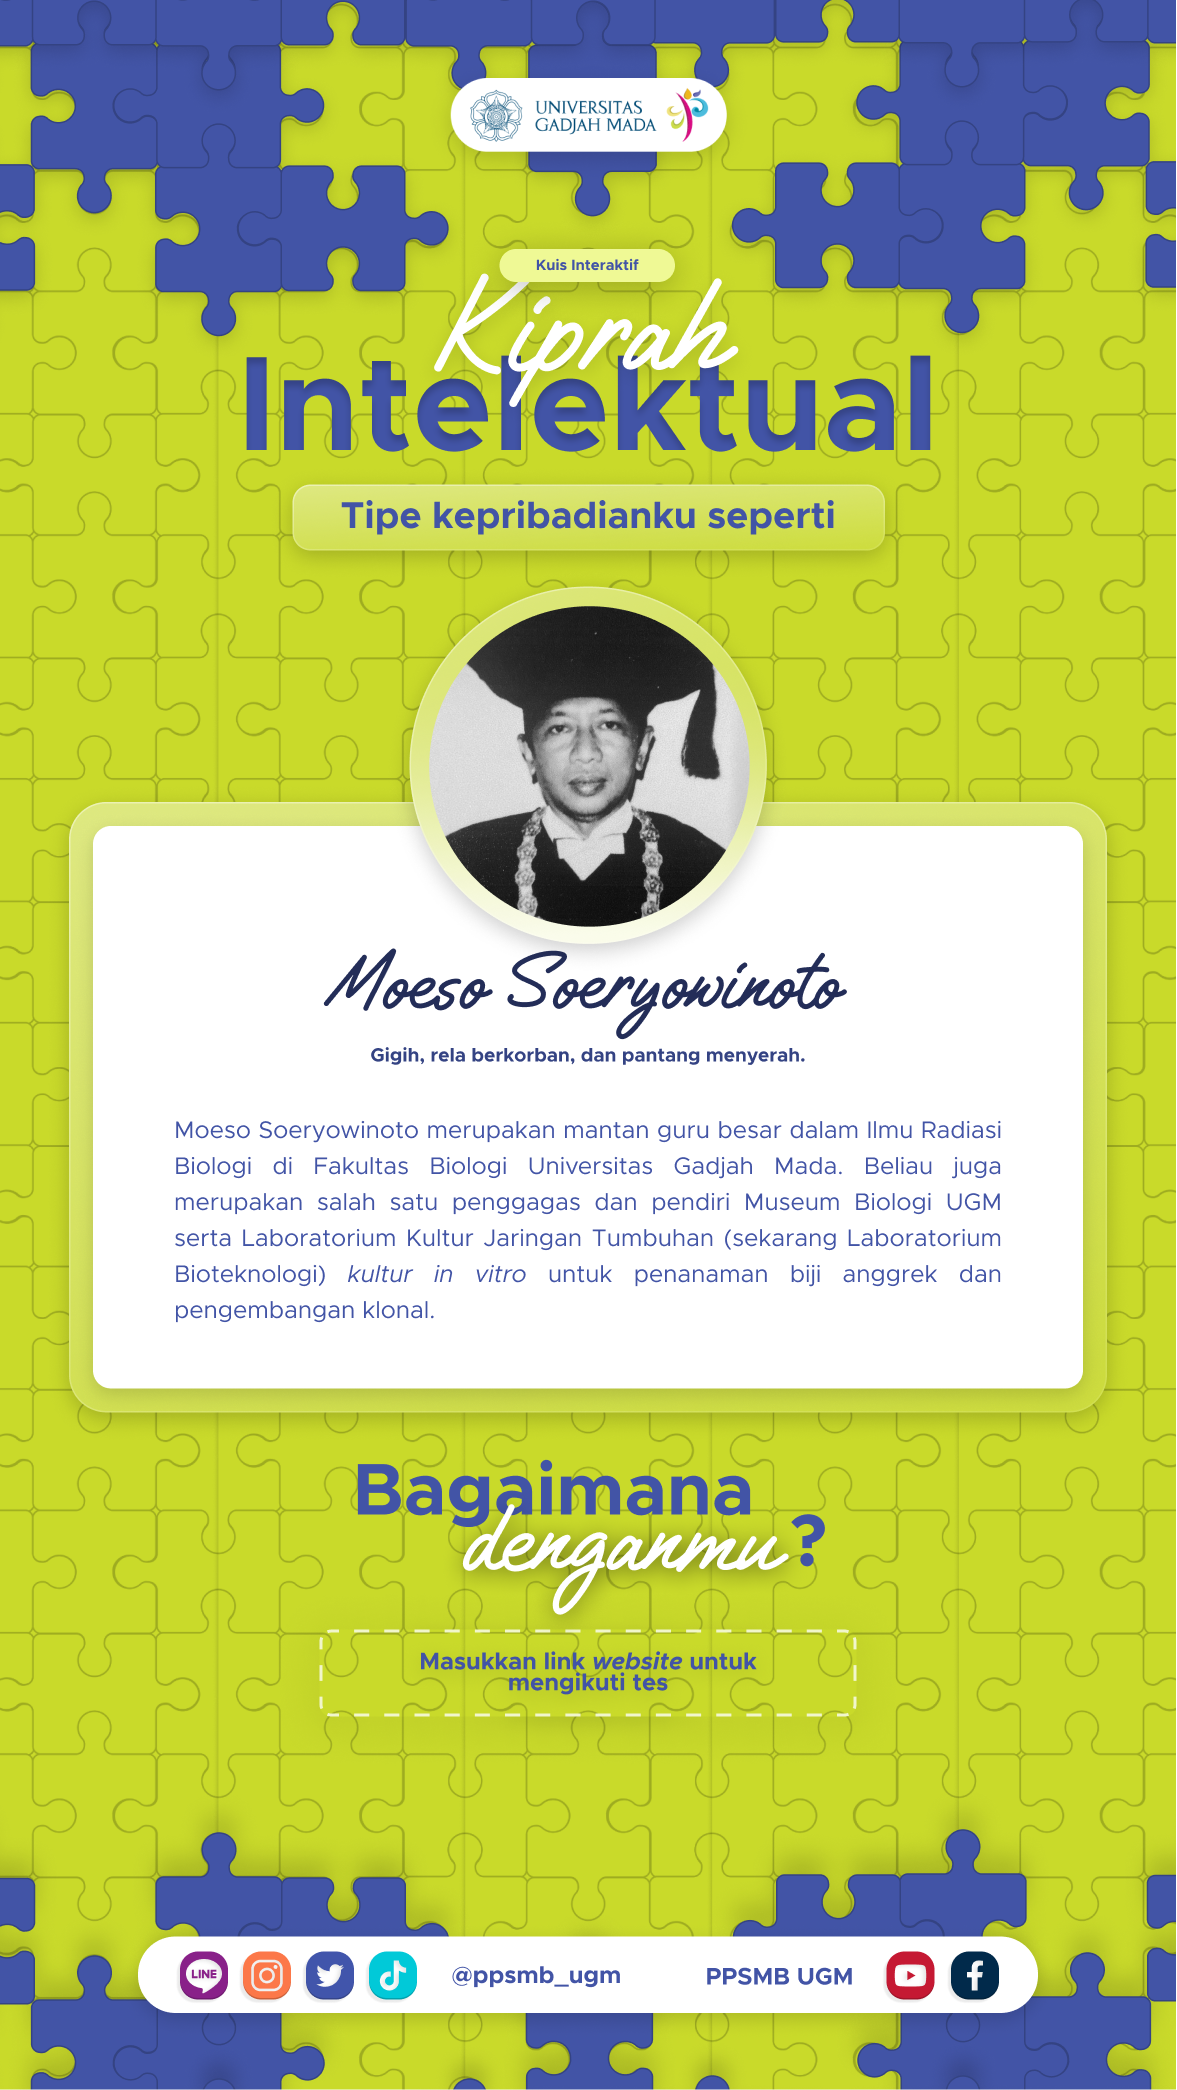 UNIVERSITAS
GADJAH MADA
Kuis Interaktif
Kiprah
Intelektual
Tipe kepribadianku seperti
Moeso Soeryowinoto
Gigih, rela berkorban, dan pantang menyerah.
Moeso Soeryowinoto merupakan mantan guru besar dalam Ilmu Radiasi
Biologi di Fakultas Biologi Universitas Gadjah Mada. Beliau juga
merupakan salah satu penggagas dan pendiri Museum Biologi UGM
serta Laboratorium Kultur Jaringan Tumbuhan (sekarang Laboratorium
Bioteknologi) kultur in vitro untuk penanaman biji anggrek dan
pengembangan klonal.
Bagaimana
denganmu?
Masukkan link website untuk
mengikuti tes
LINE
@ppsmb_ugm
PPSMB UGM